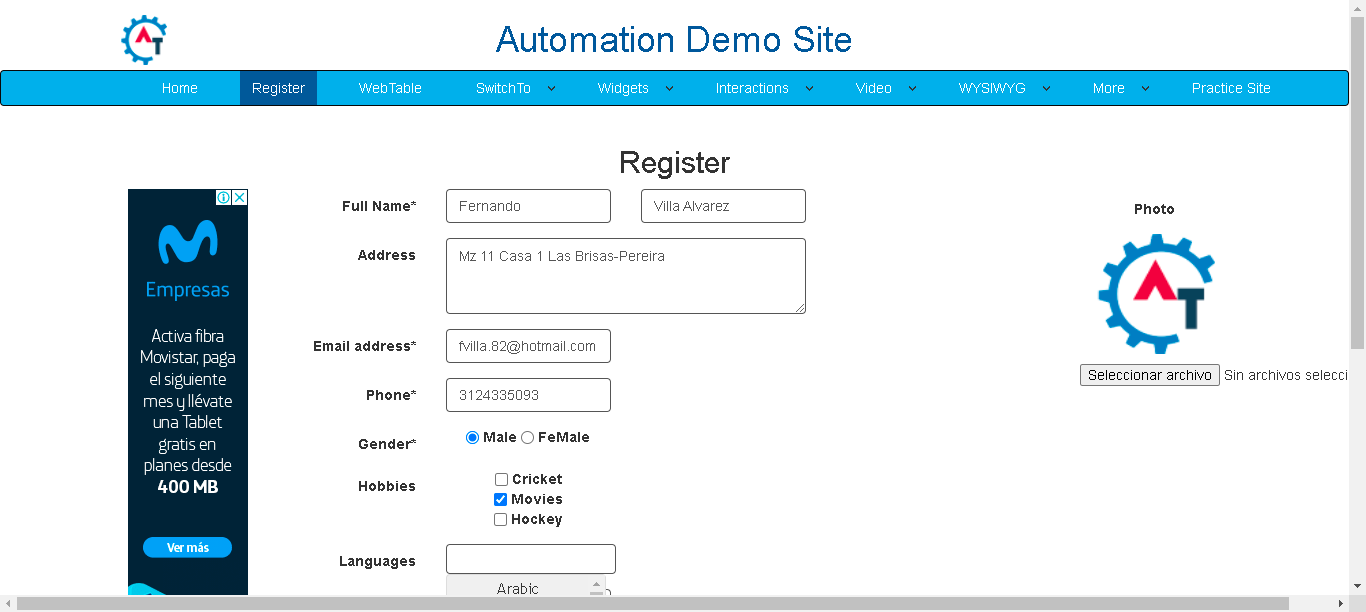 Automation Demo Site
Home Register WebTable SwitchTo Widgets Interactions Video WYSIWYG More Practice Site
Register
Full Name* Fernando Villa Alvarez
Address Mz 11 Casa 1 Las Brisas-Pereira
Email address* fvilla.82@hotmail.com
Phone* 3124335093
Gender* Male FeMale
Hobbies Cricket
Movies
Hockey
Languages
Arabic
Photo
AT
Seleccionar archivo Sin archivos selecci
Empresas
Activa fibra
Movistar, paga
el siguiente
mes y llévate
una Tablet
gratis en
planes desde
400 MB
Ver más